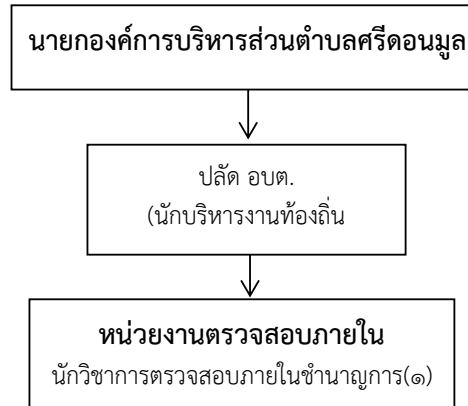 นายกองค์การบริหารส่วนตำบลศรีดอนมูล
ปลัด อบต.
(นักบริหารงานท้องถิ่น
หน่วยงานตรวจสอบภายใน
นักวิชาการตรวจสอบภายในชำนาญการ(๑)